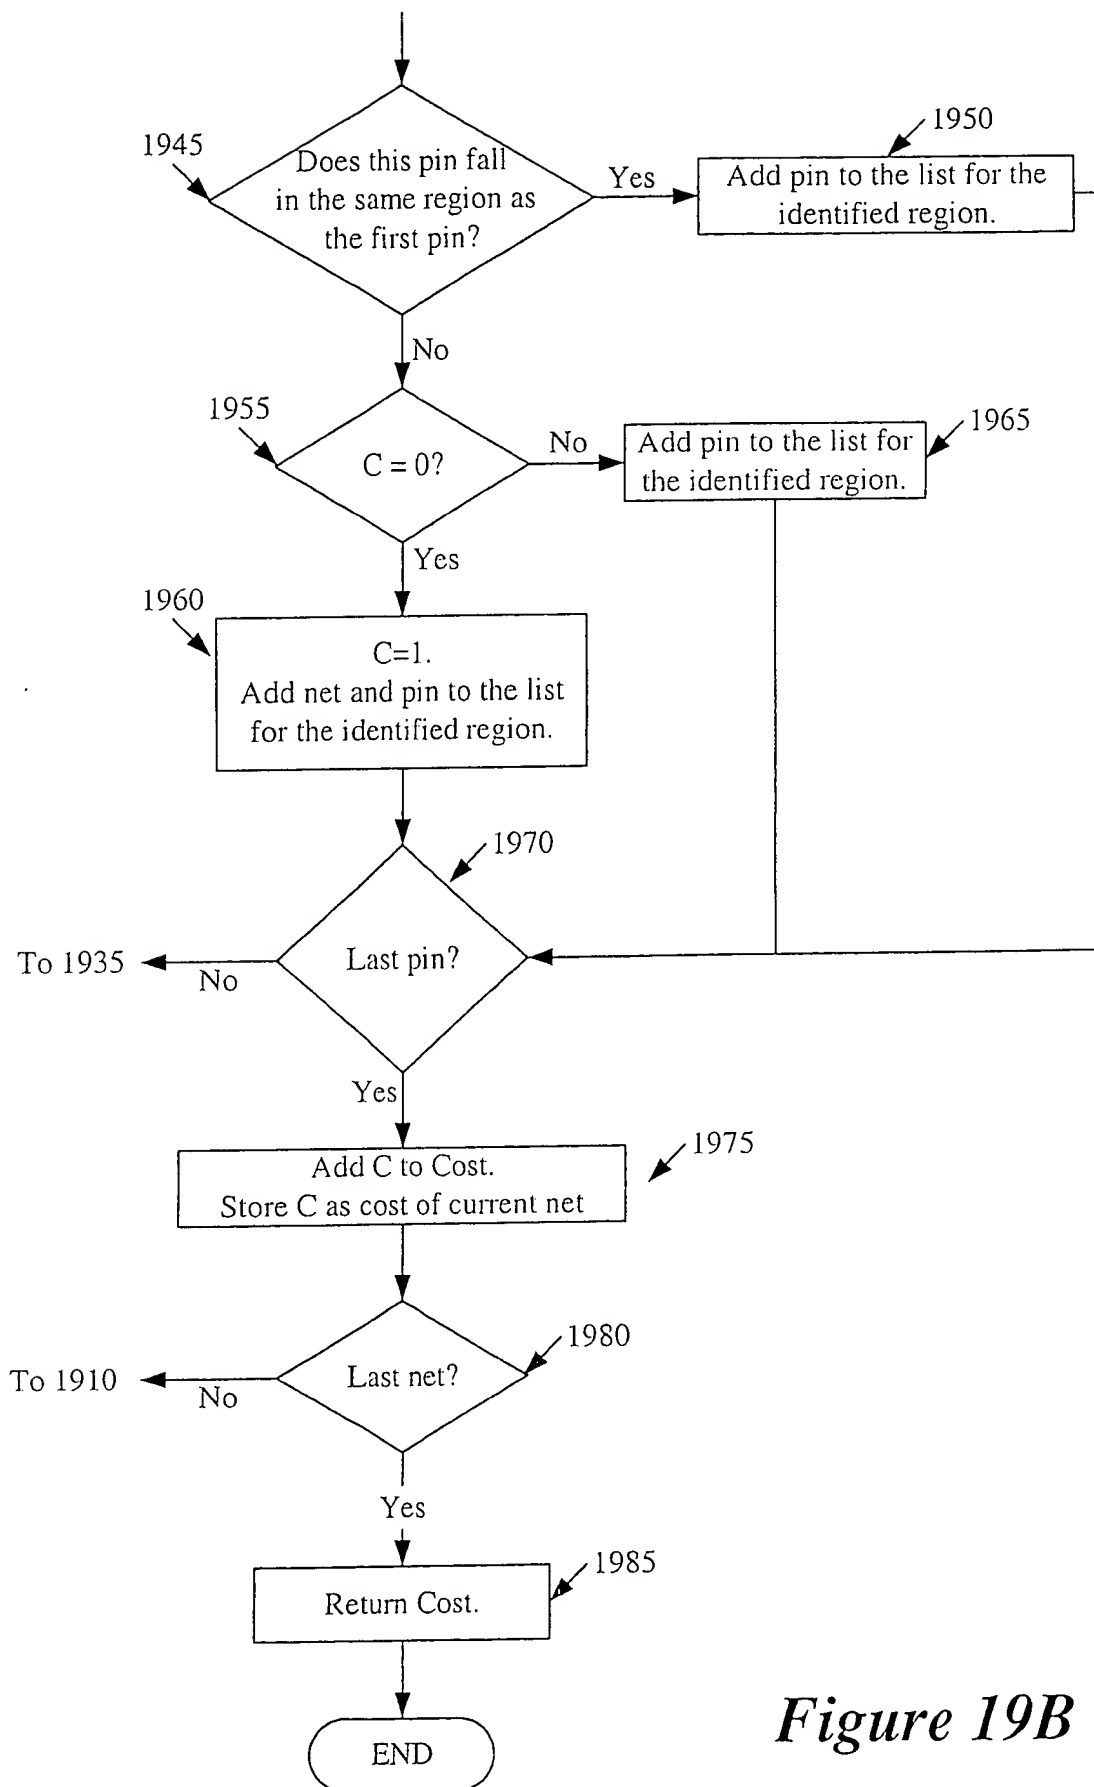 1945
Does this pin fall
in the same region as
the first pin?
Yes
1950
Add pin to the list for the
identified region.
No
1955
C = 0?
No
1965
Add pin to the list for
the identified region.
Yes
1960
C=1.
Add net and pin to the list
for the identified region.
1970
Last pin?
To 1935
No
Yes
1975
Add C to Cost.
Store C as cost of current net
1980
Last net?
To 1910
No
Yes
1985
Return Cost.
END
Figure 19B